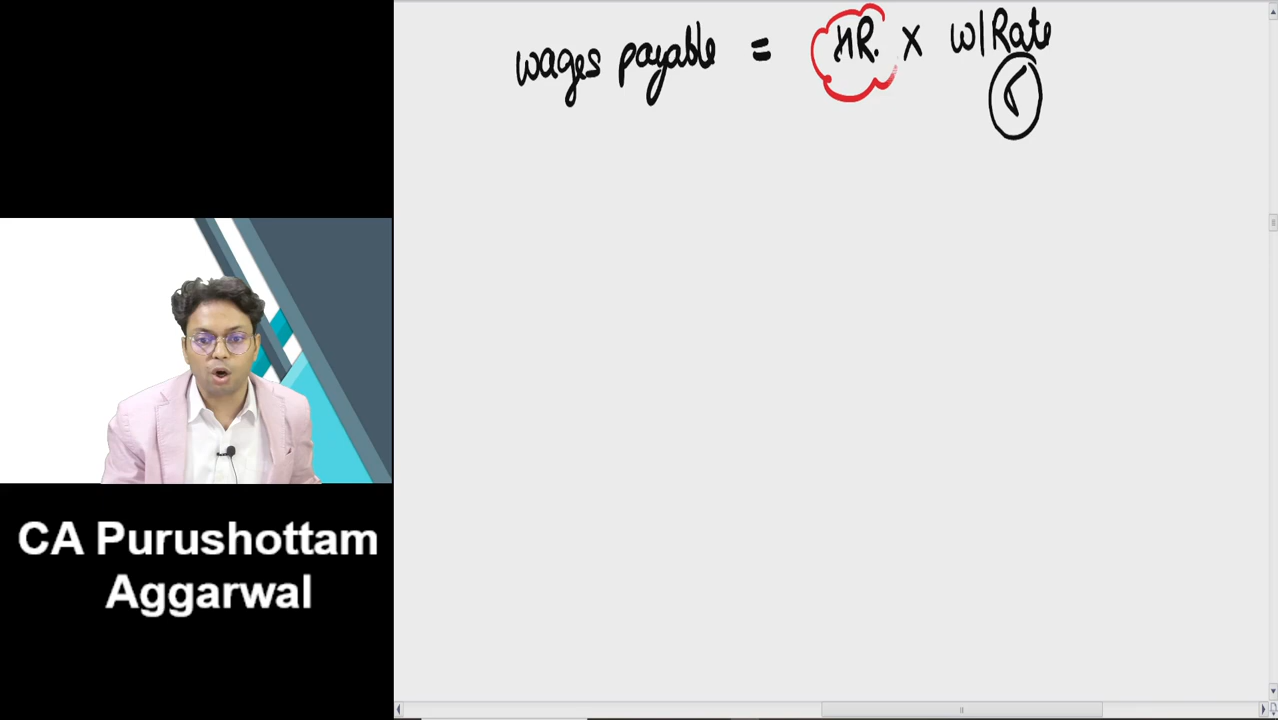 wages payable = HR. X w/Rate
CA Purushottam
Aggarwal